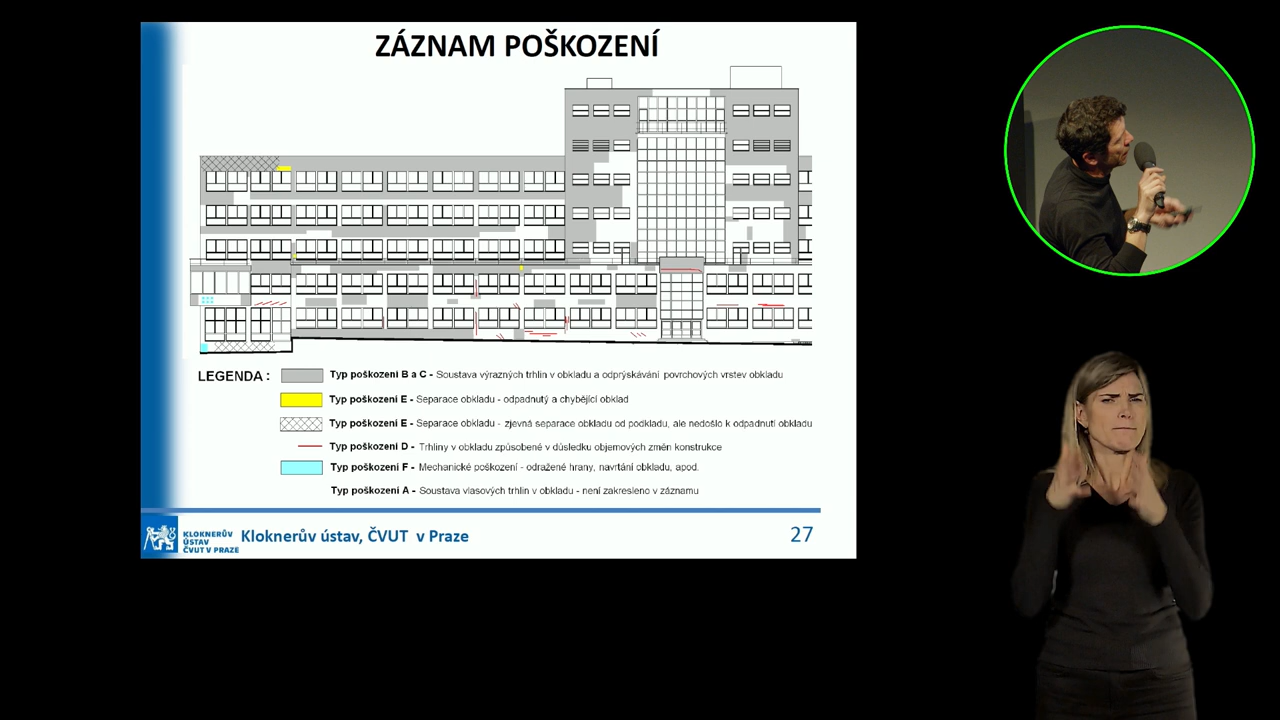 ZÁZNAM POŠKOZENÍ
LEGENDA :
Typ poškození B a C - Soustava výrazných trhlin v obkladu a odprýskávání povrchových vrstev obkladu
Typ poškození E - Separace obkladu - odpadnutý a chybějící obklad
Typ poškození E - Separace obkladu - zjevná separace obkladu od podkladu, ale nedošlo k odpadnutí obkladu
Typ poškození D - Trhliny v obkladu způsobené v důsledku objemových změn konstrukce
Typ poškození F - Mechanické poškození - odražené hrany, navrtání obkladu, apod.
Typ poškození A - Soustava vlasových trhlin v obkladu - není zakresleno v záznamu
KLOKNERŮV
ÚSTAV
ČVUT V PRAZE
Kloknerův ústav, ČVUT v Praze
27